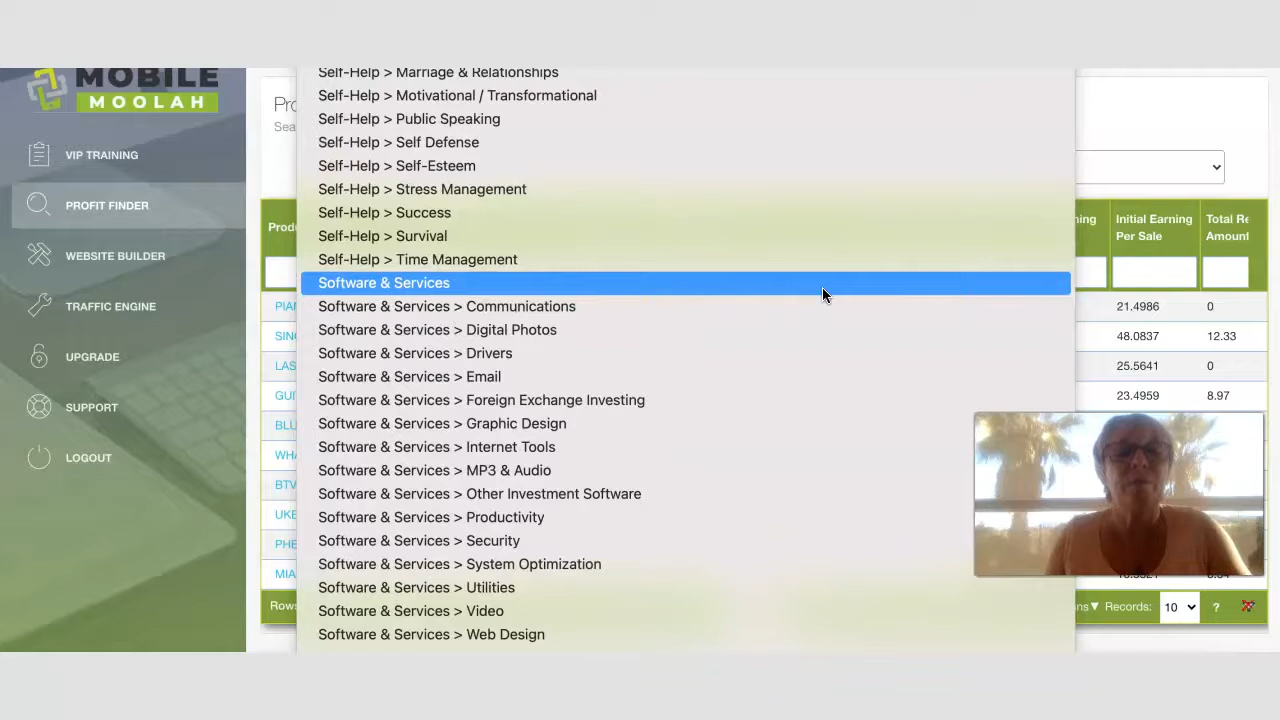 MOBILE
MOOLAH
VIP TRAINING
PROFIT FINDER
WEBSITE BUILDER
TRAFFIC ENGINE
UPGRADE
SUPPORT
LOGOUT
Self-Help > Marriage & Relationships
Self-Help > Motivational / Transformational
Self-Help > Public Speaking
Self-Help > Self Defense
Self-Help > Self-Esteem
Self-Help > Stress Management
Self-Help > Success
Self-Help > Survival
Self-Help > Time Management
Software & Services
Software & Services > Communications
Software & Services > Digital Photos
Software & Services > Drivers
Software & Services > Email
Software & Services > Foreign Exchange Investing
Software & Services > Graphic Design
Software & Services > Internet Tools
Software & Services > MP3 & Audio
Software & Services > Other Investment Software
Software & Services > Productivity
Software & Services > Security
Software & Services > System Optimization
Software & Services > Utilities
Software & Services > Video
Software & Services > Web Design
Initial Earning
Per Sale
21.4986 0
48.0837 12.33
25.5641 0
23.4959 8.97
Records: 10 ?